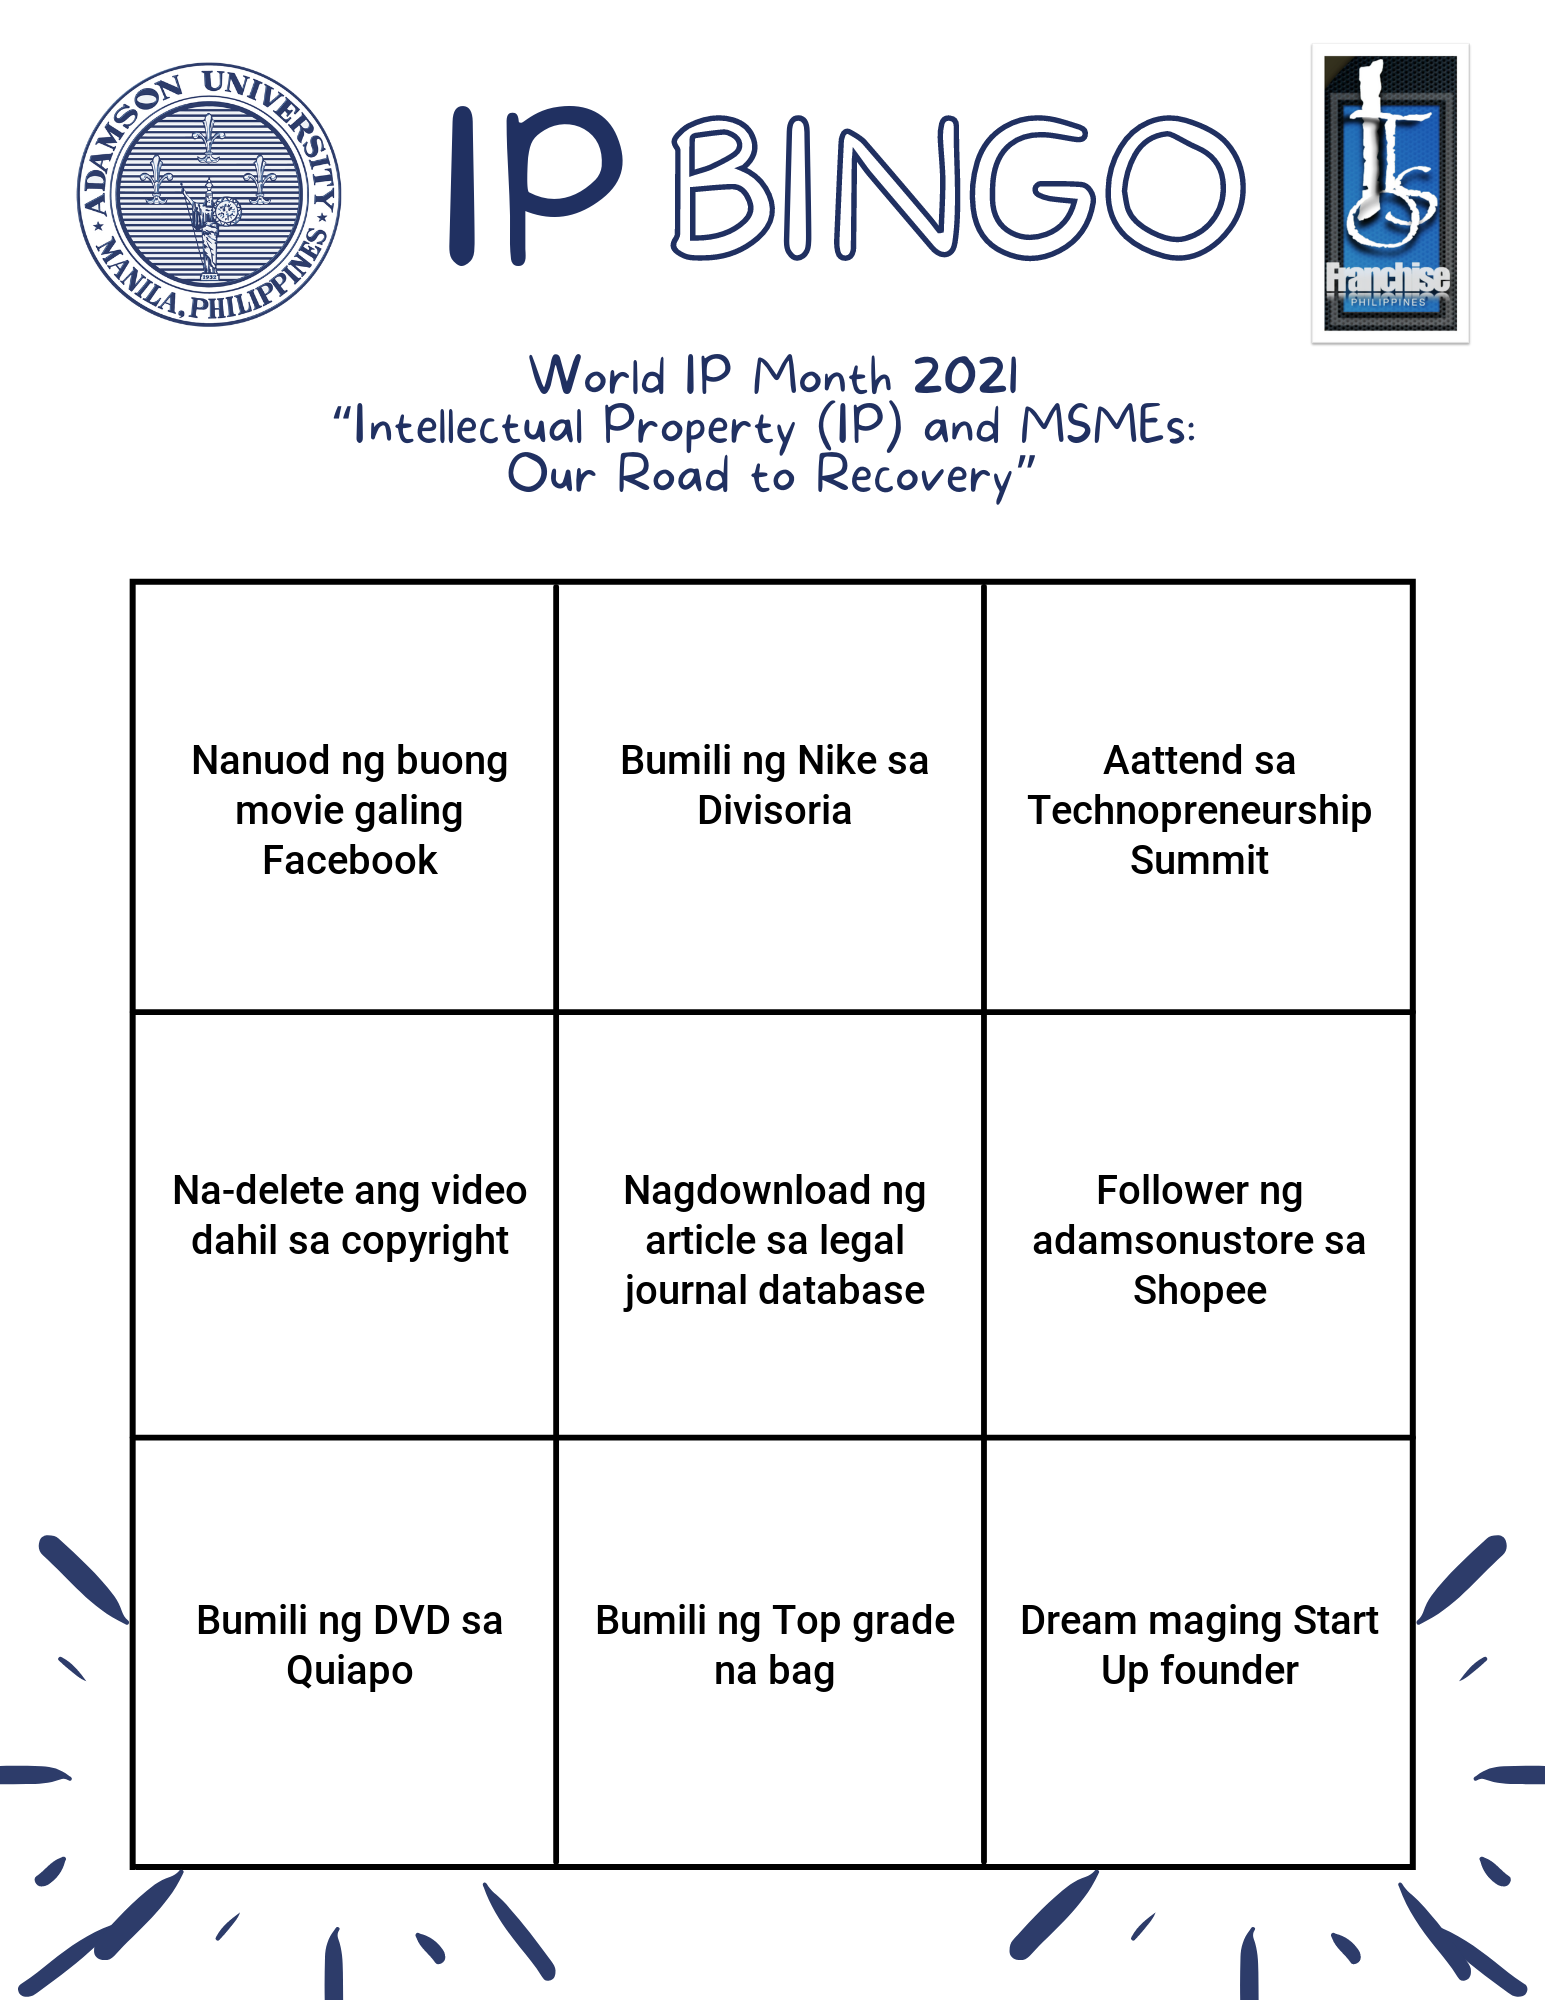 ADAMSON UNIVERSITY
MANILA, PHILIPPINES
1932
IP BINGO
ITS
Franchise
PHILIPPINES
World IP Month 2021
“Intellectual Property (IP) and MSMEs:
Our Road to Recovery”
Nanuod ng buong
movie galing
Facebook
Bumili ng Nike sa
Divisoria
Aattend sa
Technopreneurship
Summit
Na-delete ang video
dahil sa copyright
Nagdownload ng
article sa legal
journal database
Follower ng
adamsonustore sa
Shopee
Bumili ng DVD sa
Quiapo
Bumili ng Top grade
na bag
Dream maging Start
Up founder